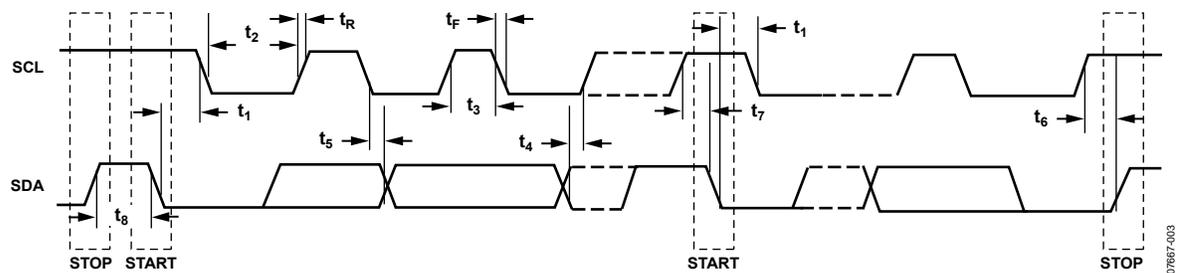 t2 tR tF t1
SCL
t1 t3 t7 t6
t5 t4
SDA
t8
STOP START START STOP
07667-003